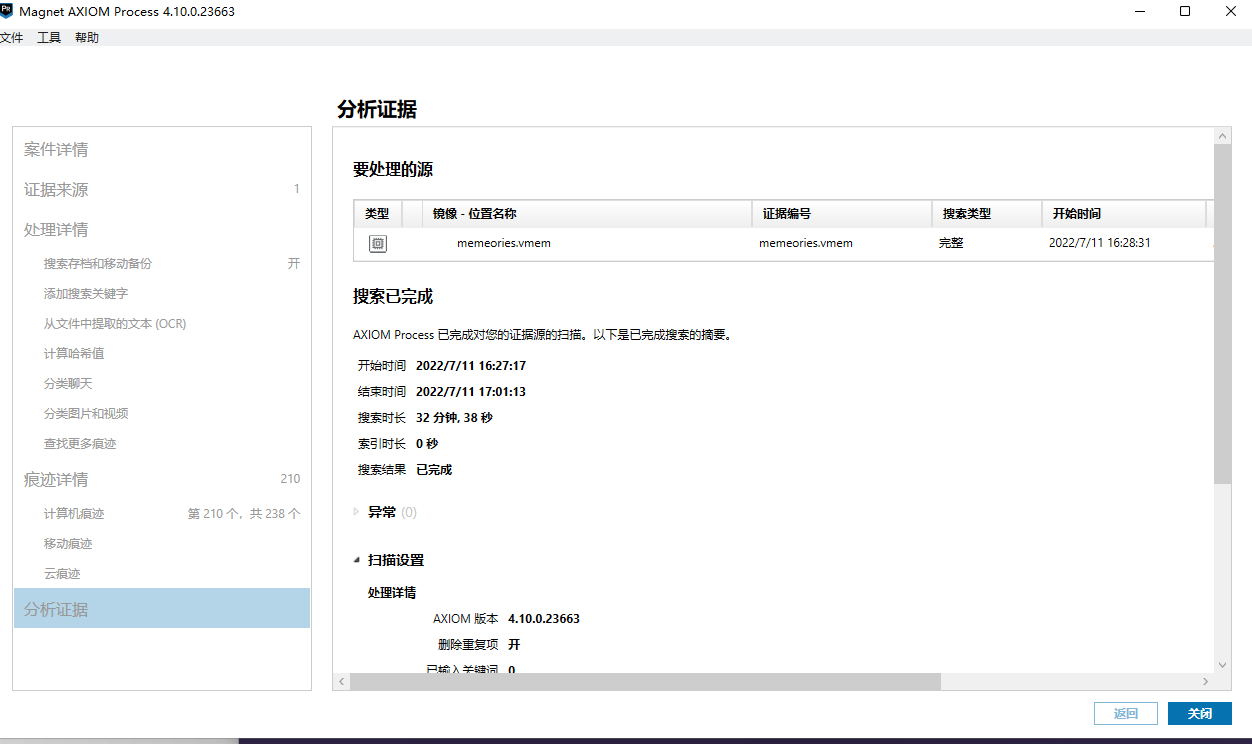 Magnet AXIOM Process 4.10.0.23663
文件 工具 帮助
分析证据
案件详情
证据来源 1
处理详情
搜索存档和移动备份 开
添加搜索关键字
从文件中提取的文本 (OCR)
计算哈希值
分类聊天
分类图片和视频
查找更多痕迹
痕迹详情 210
计算机痕迹 第 210 个，共 238 个
移动痕迹
云痕迹
分析证据
要处理的源
类型 镜像 - 位置名称 证据编号 搜索类型 开始时间
memeories.vmem memeories.vmem 完整 2022/7/11 16:28:31
搜索已完成
AXIOM Process 已完成对您的证据源的扫描。以下是已完成搜索的摘要。
开始时间 2022/7/11 16:27:17
结束时间 2022/7/11 17:01:13
搜索时长 32 分钟, 38 秒
索引时长 0 秒
搜索结果 已完成
异常 (0)
扫描设置
处理详情
AXIOM 版本 4.10.0.23663
删除重复项 开
已输入关键词 0
返回 关闭